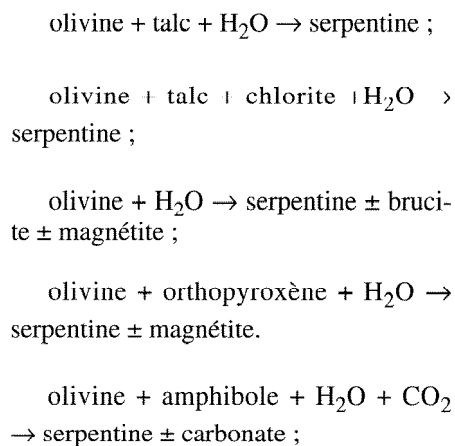 olivine + talc + H₂O → serpentine ;
olivine + talc + chlorite + H₂O →
serpentine ;
olivine + H₂O → serpentine ± bruci-
te ± magnétite ;
olivine + orthopyroxène + H₂O →
serpentine ± magnétite.
olivine + amphibole + H₂O + CO₂
→ serpentine ± carbonate ;